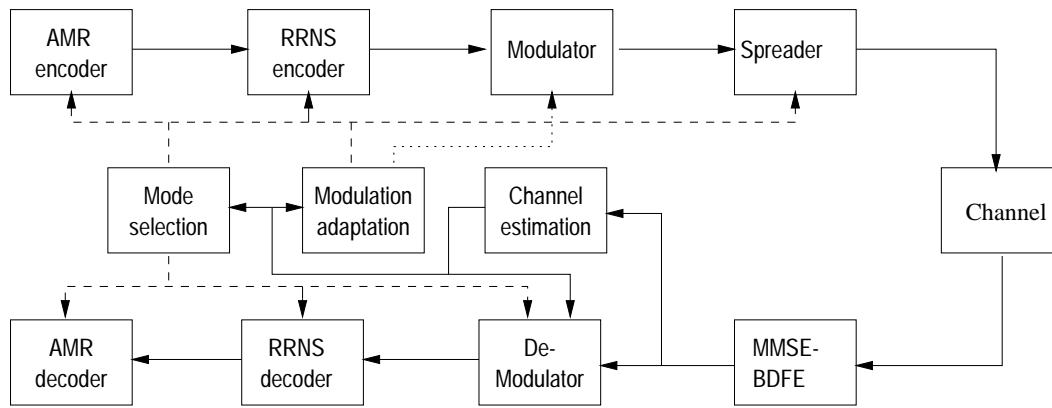 AMR
encoder
RRNS
encoder
Modulator
Spreader
Mode
selection
Modulation
adaptation
Channel
estimation
Channel
AMR
decoder
RRNS
decoder
De-
Modulator
MMSE-
BDFE